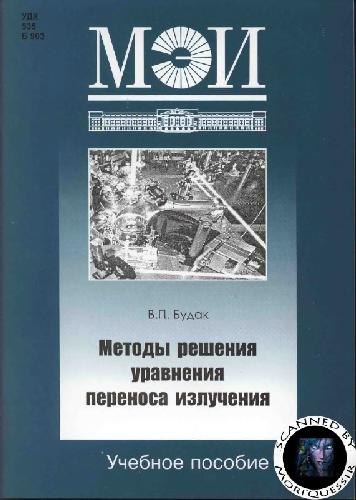 УДК
535
Б 903
МЭИ
В.П. Будак
Методы решения
уравнения
переноса излучения
Учебное пособие
SCANNED BY
MORIQUESSIR